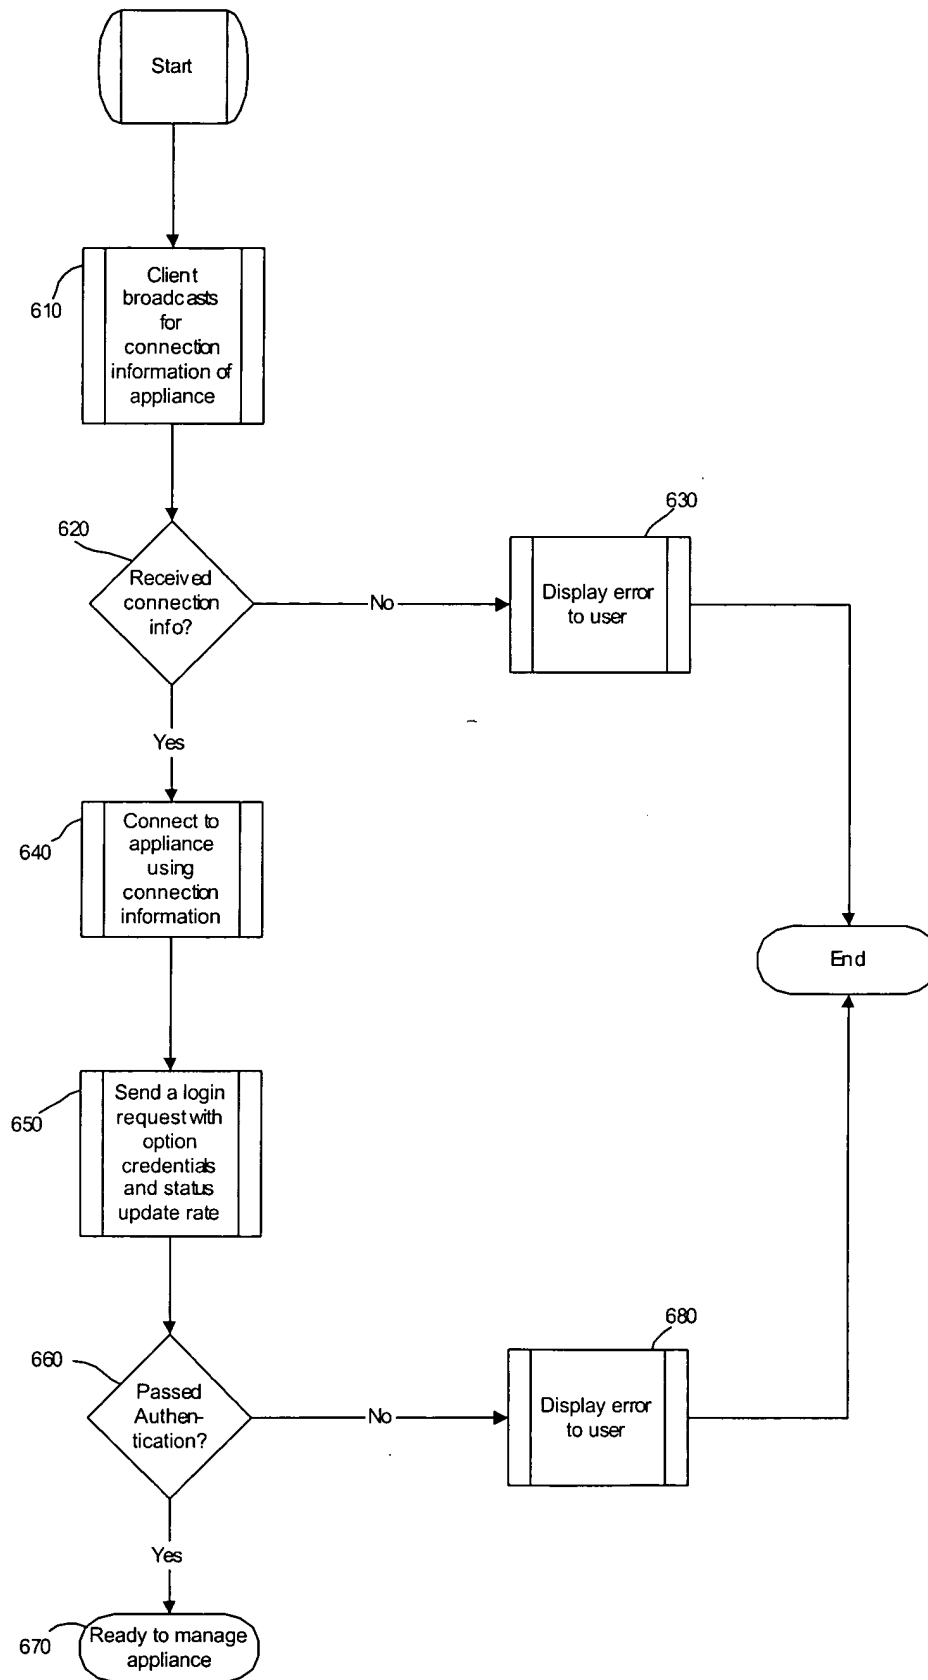 Start
610
Client
broadcasts
for
connection
information of
appliance
620
Received
connection
info?
No
630
Display error
to user
Yes
640
Connect to
appliance
using
connection
information
End
650
Send a login
request with
option
credentials
and status
update rate
660
Passed
Authen-
tication?
No
680
Display error
to user
Yes
670
Ready to manage
appliance